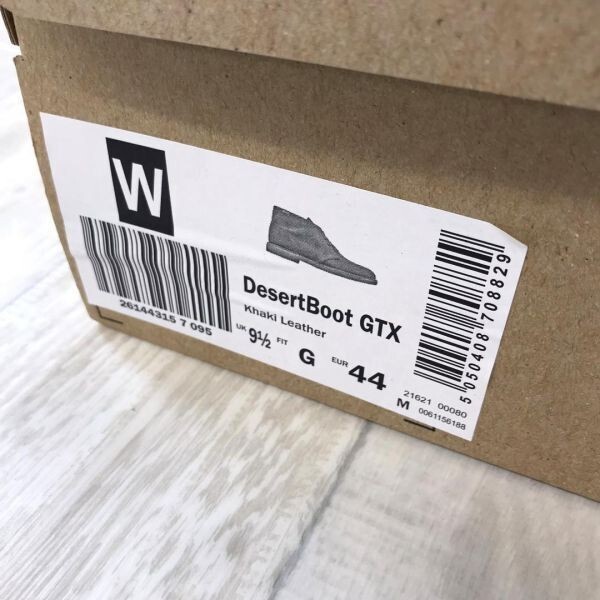 W
26144315 7 095
DesertBoot GTX
Khaki Leather
UK 9½ FIT G EUR 44
21621 00080
M 0061156188
5 050408 708829